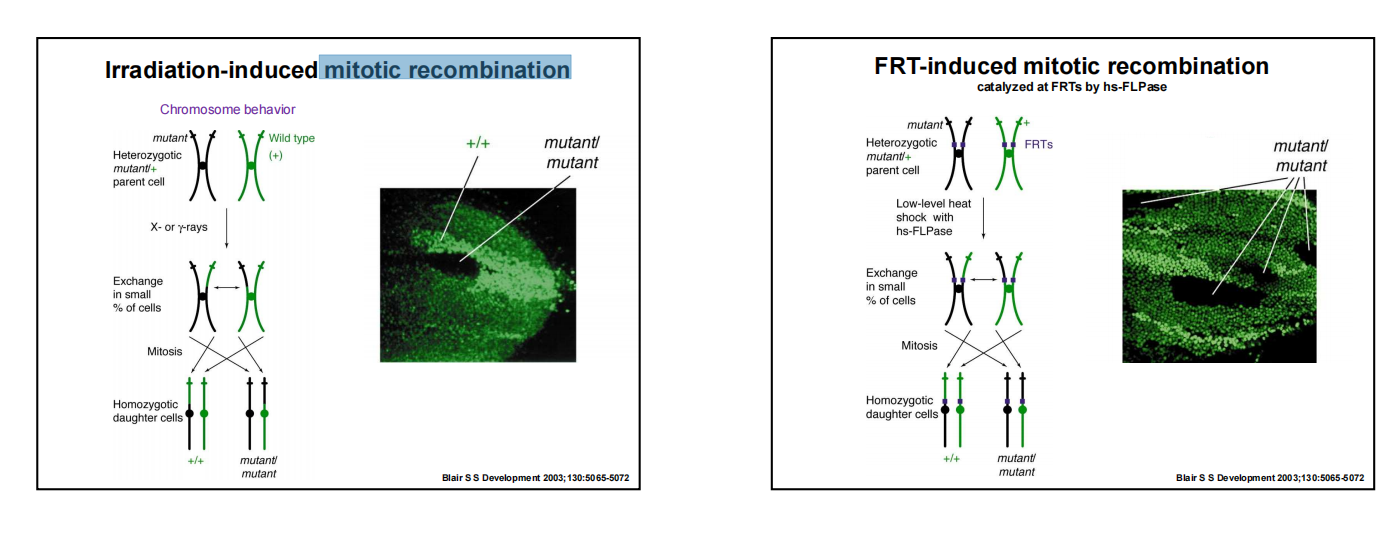 Irradiation-induced mitotic recombination
Chromosome behavior
mutant
Wild type
(+)
Heterozygotic
mutant/+
parent cell
X- or γ-rays
Exchange
in small
% of cells
Mitosis
Homozygotic
daughter cells
+/+
mutant/
mutant
+/+
mutant/
mutant
Blair S S Development 2003;130:5065-5072
FRT-induced mitotic recombination
catalyzed at FRTs by hs-FLPase
mutant
+
Heterozygotic
mutant/+
parent cell
FRTs
Low-level heat
shock with
hs-FLPase
Exchange
in small
% of cells
Mitosis
Homozygotic
daughter cells
+/+
mutant/
mutant
mutant/
mutant
Blair S S Development 2003;130:5065-5072